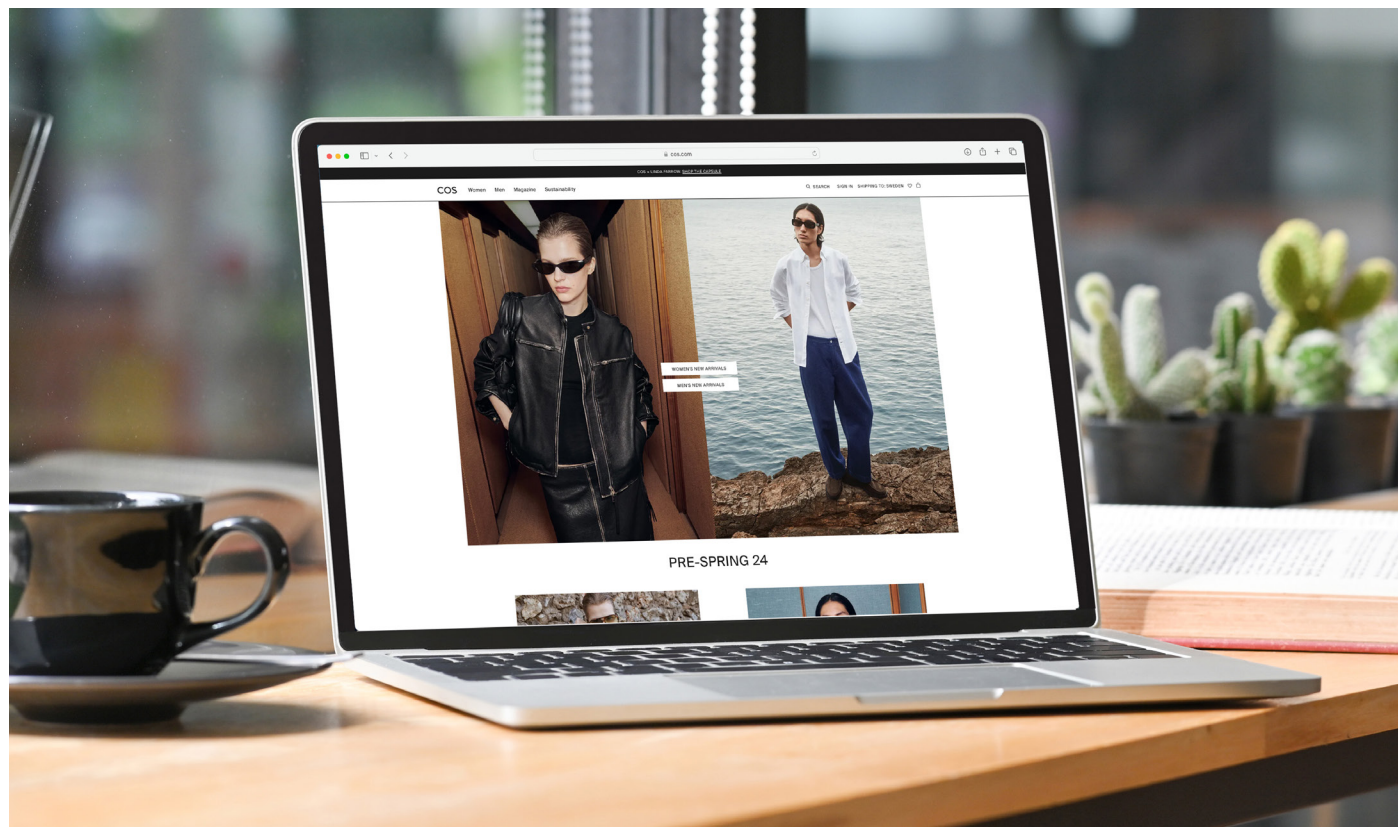 cos.com
COS × LINDA FARROW: SHOP THE CAPSULE
COS Women Men Magazine Sustainability
SEARCH SIGN IN SHIPPING TO: SWEDEN
WOMEN'S NEW ARRIVALS
MEN'S NEW ARRIVALS
PRE-SPRING 24